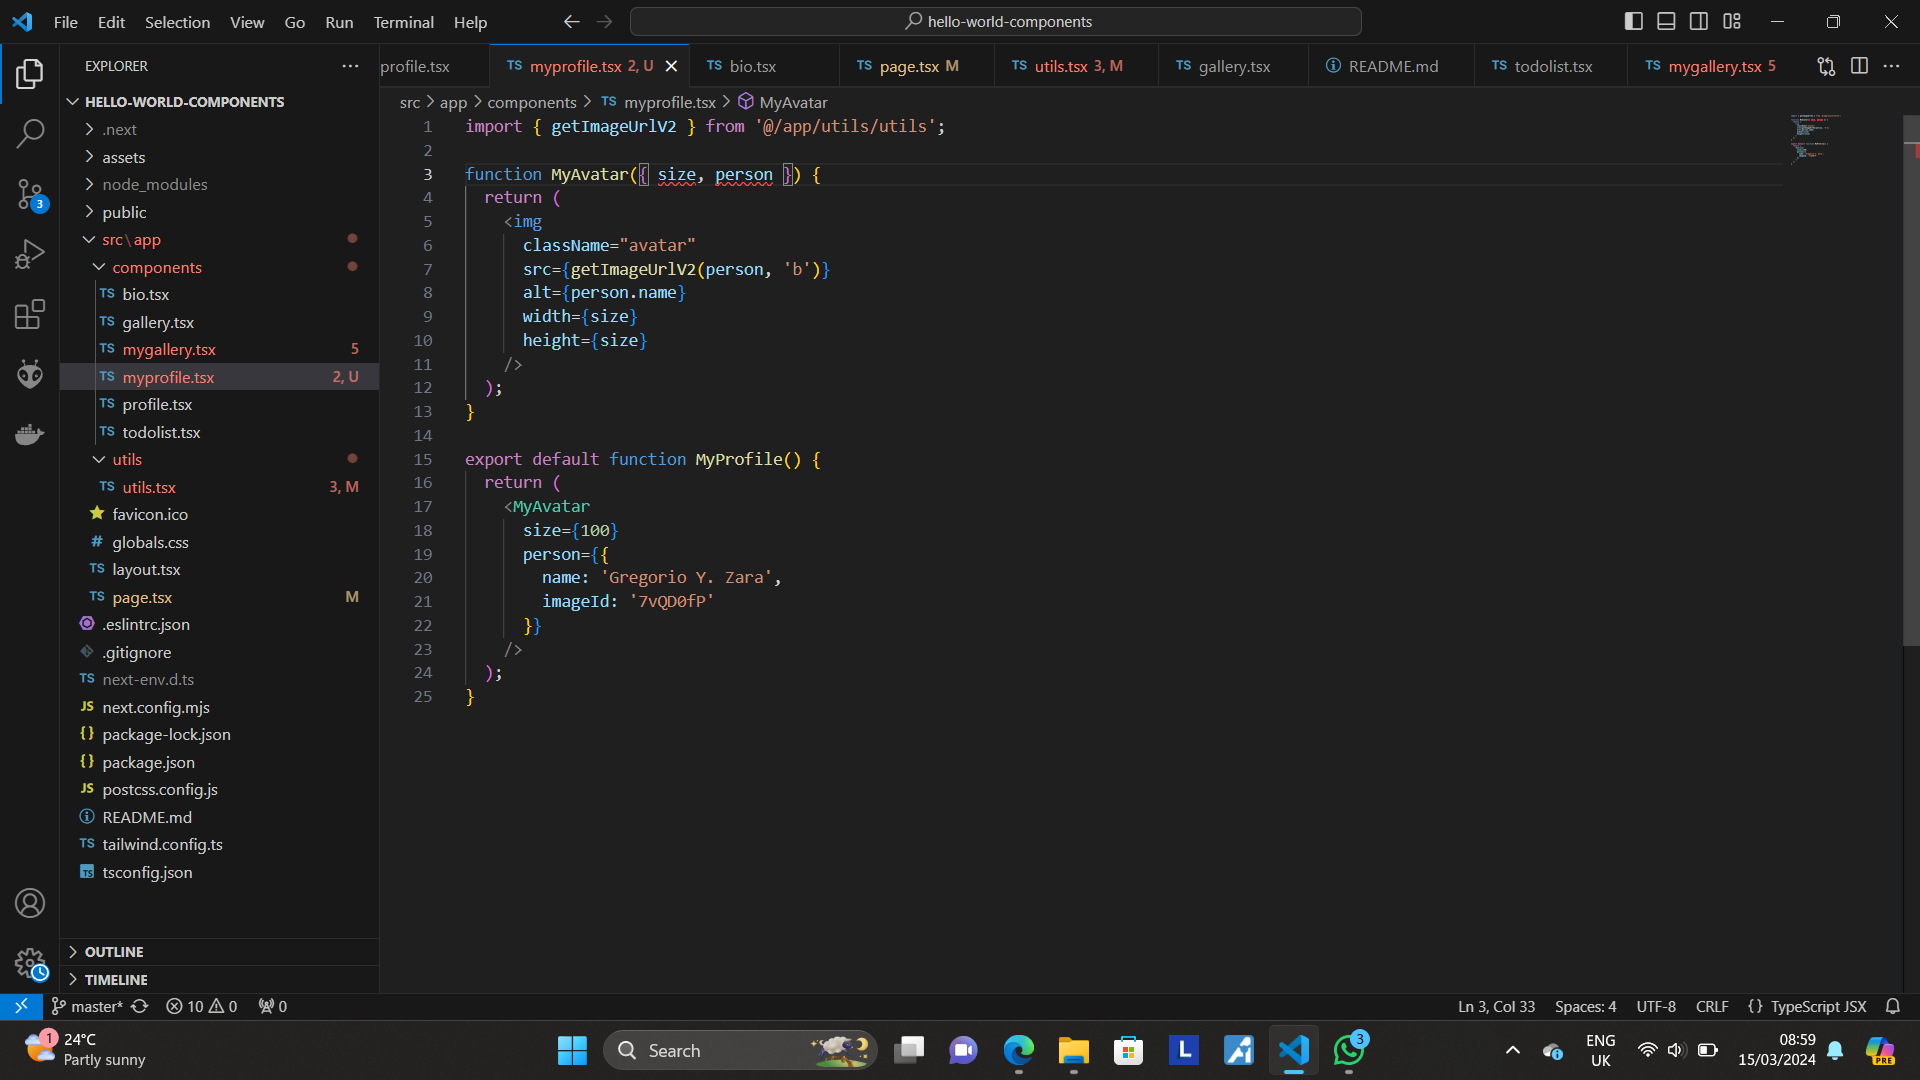 File Edit Selection View Go Run Terminal Help
hello-world-components
EXPLORER
HELLO-WORLD-COMPONENTS
.next
assets
node_modules
public
src\app
components
TS bio.tsx
TS gallery.tsx
TS mygallery.tsx 5
TS myprofile.tsx 2, U
TS profile.tsx
TS todolist.tsx
utils
TS utils.tsx 3, M
favicon.ico
# globals.css
TS layout.tsx
TS page.tsx M
.eslintrc.json
.gitignore
TS next-env.d.ts
JS next.config.mjs
{} package-lock.json
{} package.json
JS postcss.config.js
README.md
TS tailwind.config.ts
TS tsconfig.json
OUTLINE
TIMELINE
3
profile.tsx
TS myprofile.tsx 2, U
TS bio.tsx
TS page.tsx M
TS utils.tsx 3, M
TS gallery.tsx
README.md
TS todolist.tsx
TS mygallery.tsx 5
src > app > components > TS myprofile.tsx > MyAvatar
1 import { getImageUrlV2 } from '@/app/utils/utils';
2
3 function MyAvatar({ size, person }) {
4 return (
5 <img
6 className="avatar"
7 src={getImageUrlV2(person, 'b')}
8 alt={person.name}
9 width={size}
10 height={size}
11 />
12 );
13 }
14
15 export default function MyProfile() {
16 return (
17 <MyAvatar
18 size={100}
19 person={{
20 name: 'Gregorio Y. Zara',
21 imageId: '7vQD0fP'
22 }}
23 />
24 );
25 }
master* 10 0 0
Ln 3, Col 33 Spaces: 4 UTF-8 CRLF {} TypeScript JSX
1
24°C
Partly sunny
Search
L
3
ENG
UK
08:59
15/03/2024
PRE